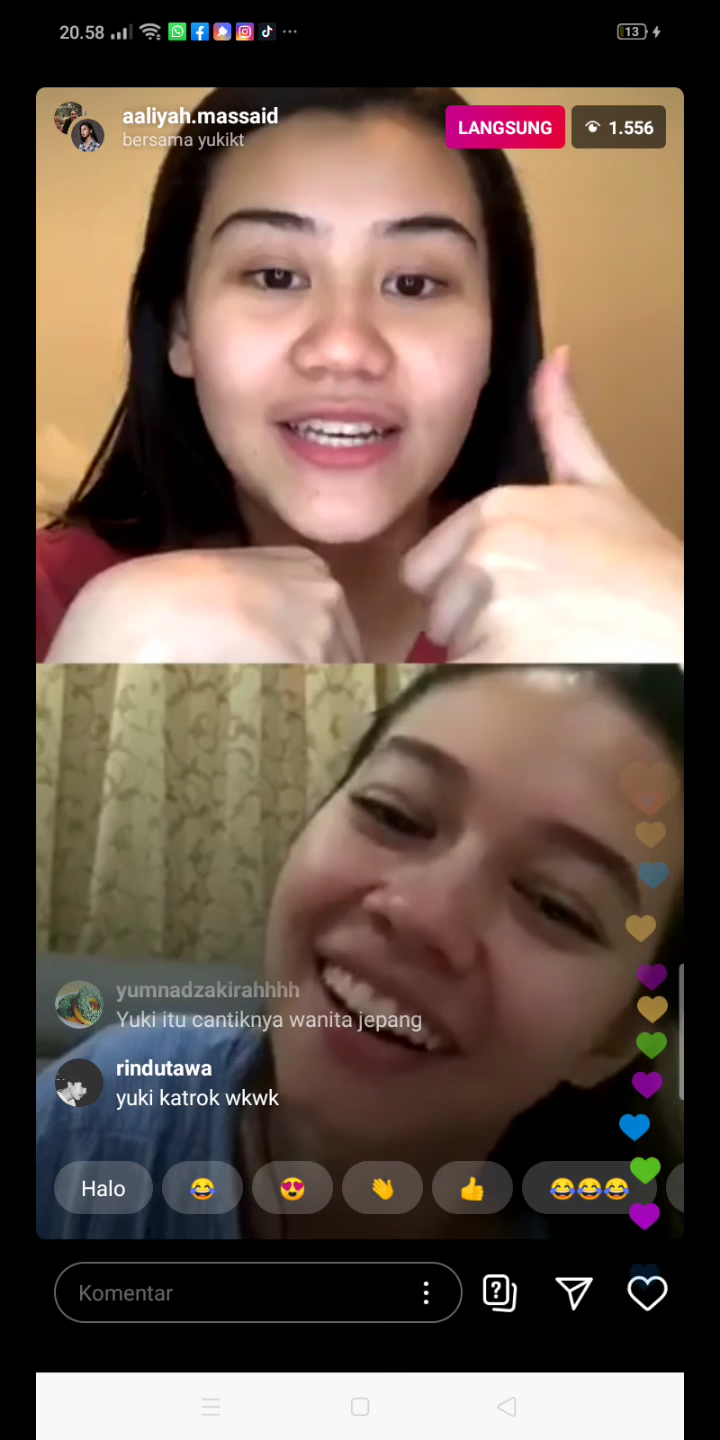 20.58
13
aaliyah.massaid
bersama yukikt
LANGSUNG
1.556
yumnadzakirahhhh
Yuki itu cantiknya wanita jepang
rindutawa
yuki katrok wkwk
Halo
Komentar